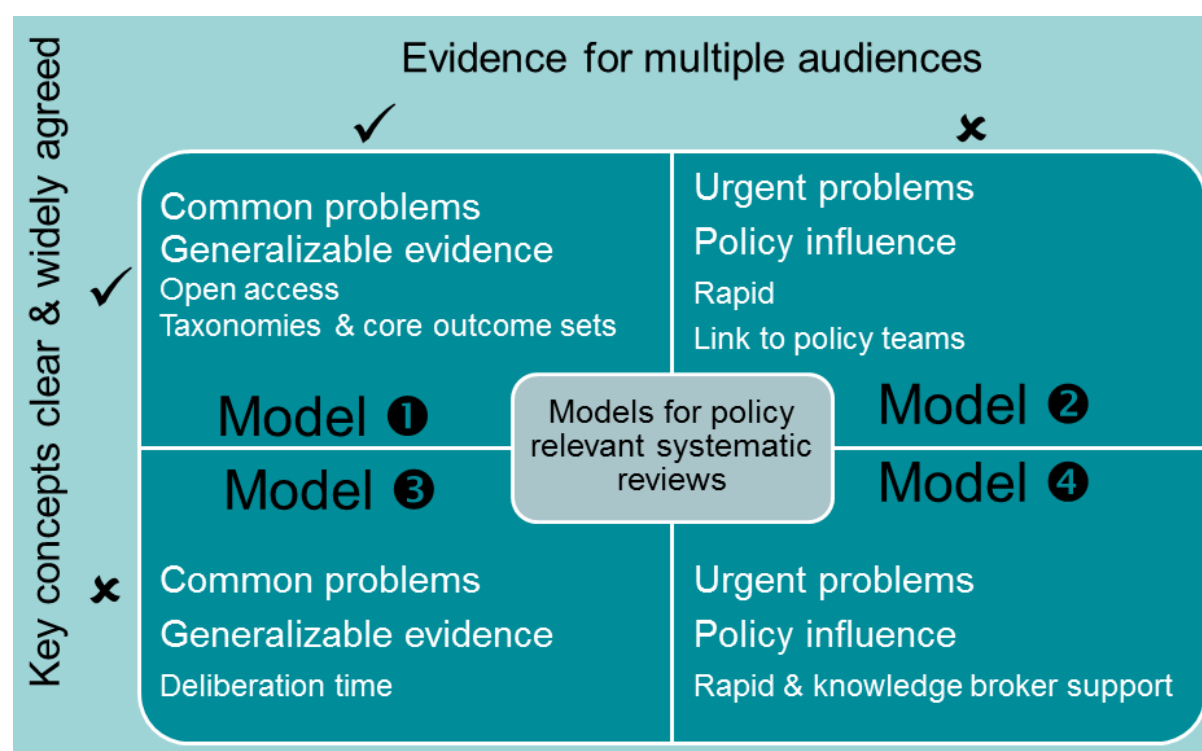 Evidence for multiple audiences
✓ ✘
Key concepts clear & widely agreed
✓
Common problems
Generalizable evidence
Open access
Taxonomies & core outcome sets
Model ❶
Urgent problems
Policy influence
Rapid
Link to policy teams
Model ❷
Models for policy
relevant systematic
reviews
✘
Model ❸
Common problems
Generalizable evidence
Deliberation time
Model ❹
Urgent problems
Policy influence
Rapid & knowledge broker support